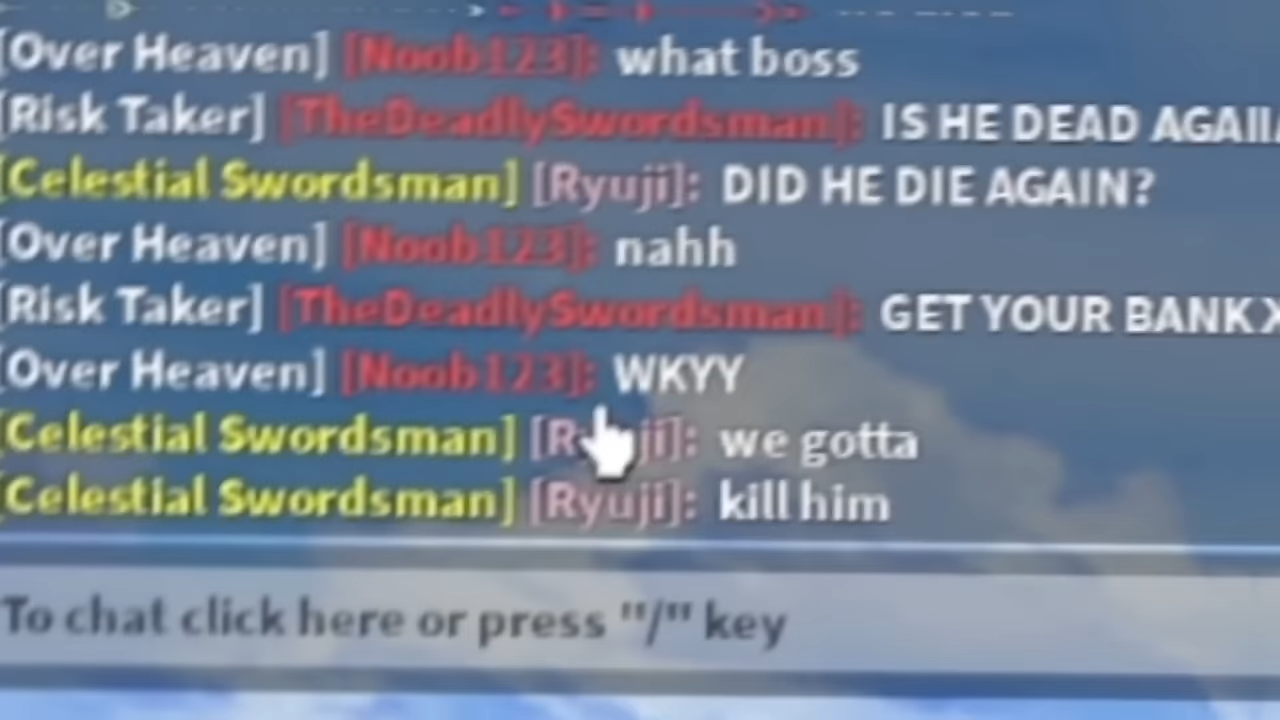 [Over Heaven] [Noob123]: what boss
[Risk Taker] [TheDeadlySwordsman]: IS HE DEAD
[Celestial Swordsman] [Ryuji]: DID HE DIE AGAIN?
[Over Heaven] [Noob123]: nahh
[Risk Taker] [TheDeadlySwordsman]: GET YOUR BANK
[Over Heaven] [Noob123]: WKYY
[Celestial Swordsman] [Ryuji]: we gotta
[Celestial Swordsman] [Ryuji]: kill him
To chat click here or press "/" key